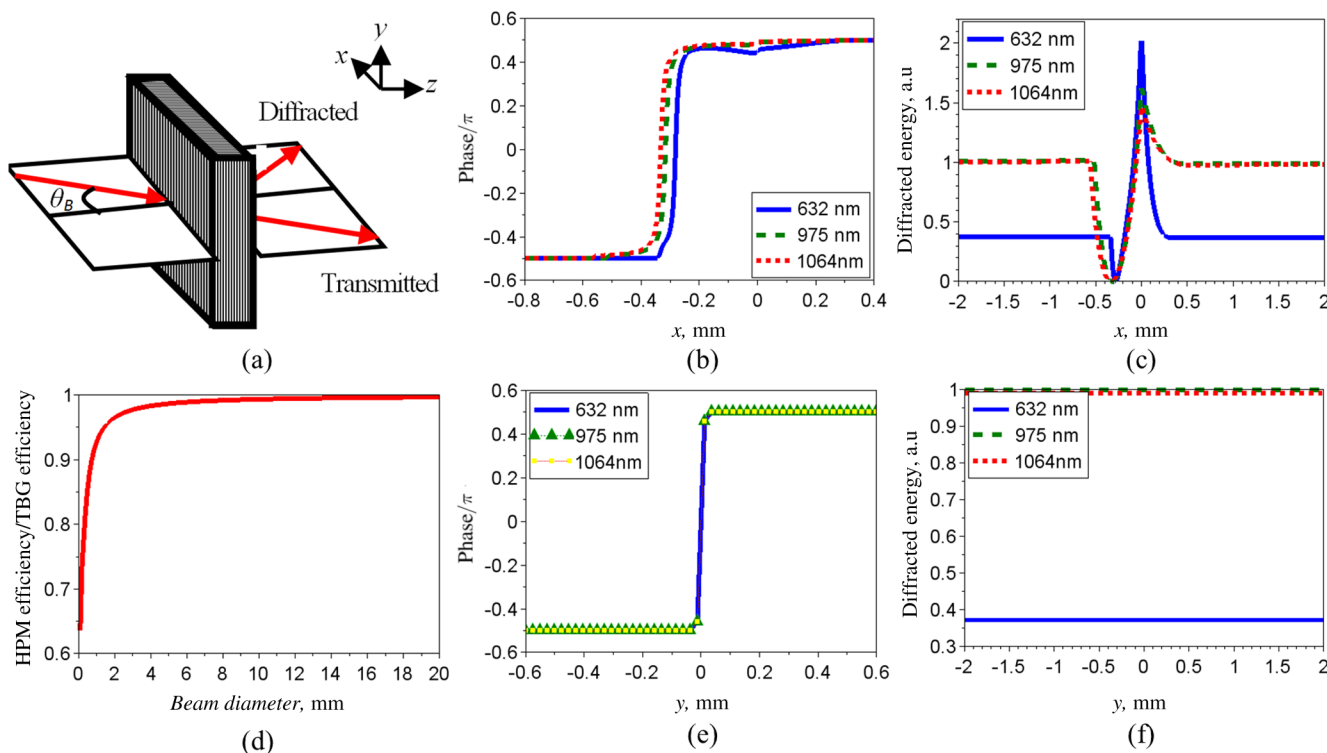 x
y
z
Diffracted
θB
Transmitted
(a)
Phase/π
0.6
0.4
0.2
0
-0.2
-0.4
-0.6
632 nm
975 nm
1064nm
-0.8
-0.6
-0.4
-0.2
0
0.2
0.4
x, mm
(b)
Diffracted energy, a.u
2
1.5
1
0.5
0
632 nm
975 nm
1064nm
-2
-1.5
-1
-0.5
0
0.5
1
1.5
2
x, mm
(c)
HPM efficiency/TBG efficiency
1
0.9
0.8
0.7
0.6
0
2
4
6
8
10
12
14
16
18
20
Beam diameter, mm
(d)
Phase/π
0.6
0.4
0.2
0
-0.2
-0.4
-0.6
632 nm
975 nm
1064nm
-0.6
-0.4
-0.2
0
0.2
0.4
0.6
y, mm
(e)
Diffracted energy, a.u
1
0.9
0.8
0.7
0.6
0.5
0.4
0.3
632 nm
975 nm
1064nm
-2
-1.5
-1
-0.5
0
0.5
1
1.5
2
y, mm
(f)